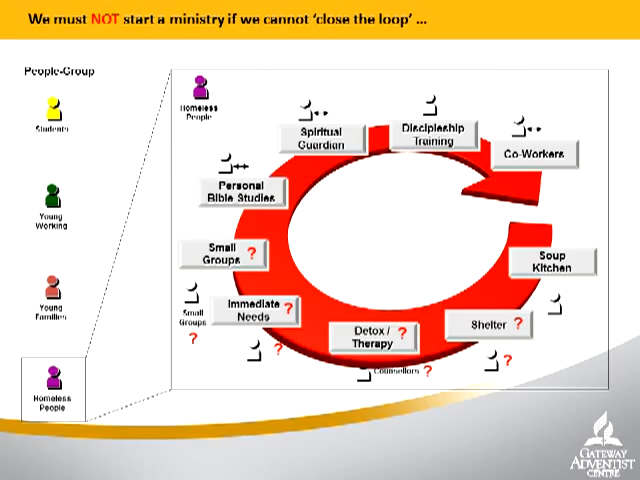 We must NOT start a ministry if we cannot ‘close the loop’ ...
People-Group
Students
Young
Working
Young
Families
Homeless
People
Homeless
People
Spiritual
Guardian
Discipleship
Training
Co-Workers
Personal
Bible Studies
Small
Groups ?
Soup
Kitchen
Small
Groups
?
Immediate
Needs ?
?
Detox /
Therapy ?
Counsellors ?
Shelter ?
?
GATEWAY
ADVENTIST
CENTRE